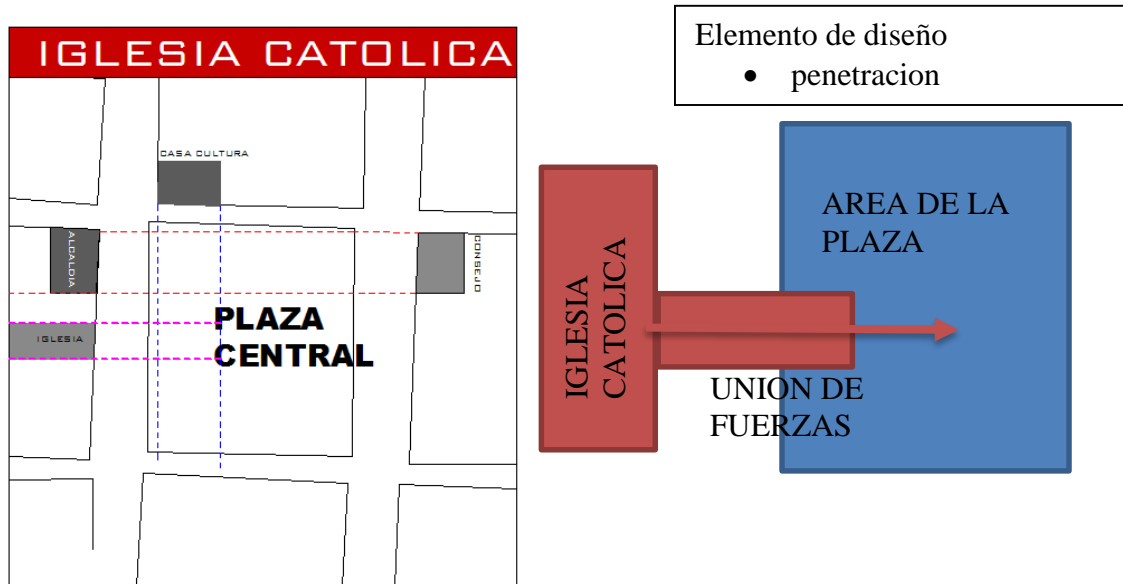 IGLESIA CATOLICA
CASA CULTURA
ALCALDIA
CONSEJO
PLAZA
CENTRAL
IGLESIA
Elemento de diseño
• penetracion
IGLESIA
CATOLICA
AREA DE LA
PLAZA
UNION DE
FUERZAS